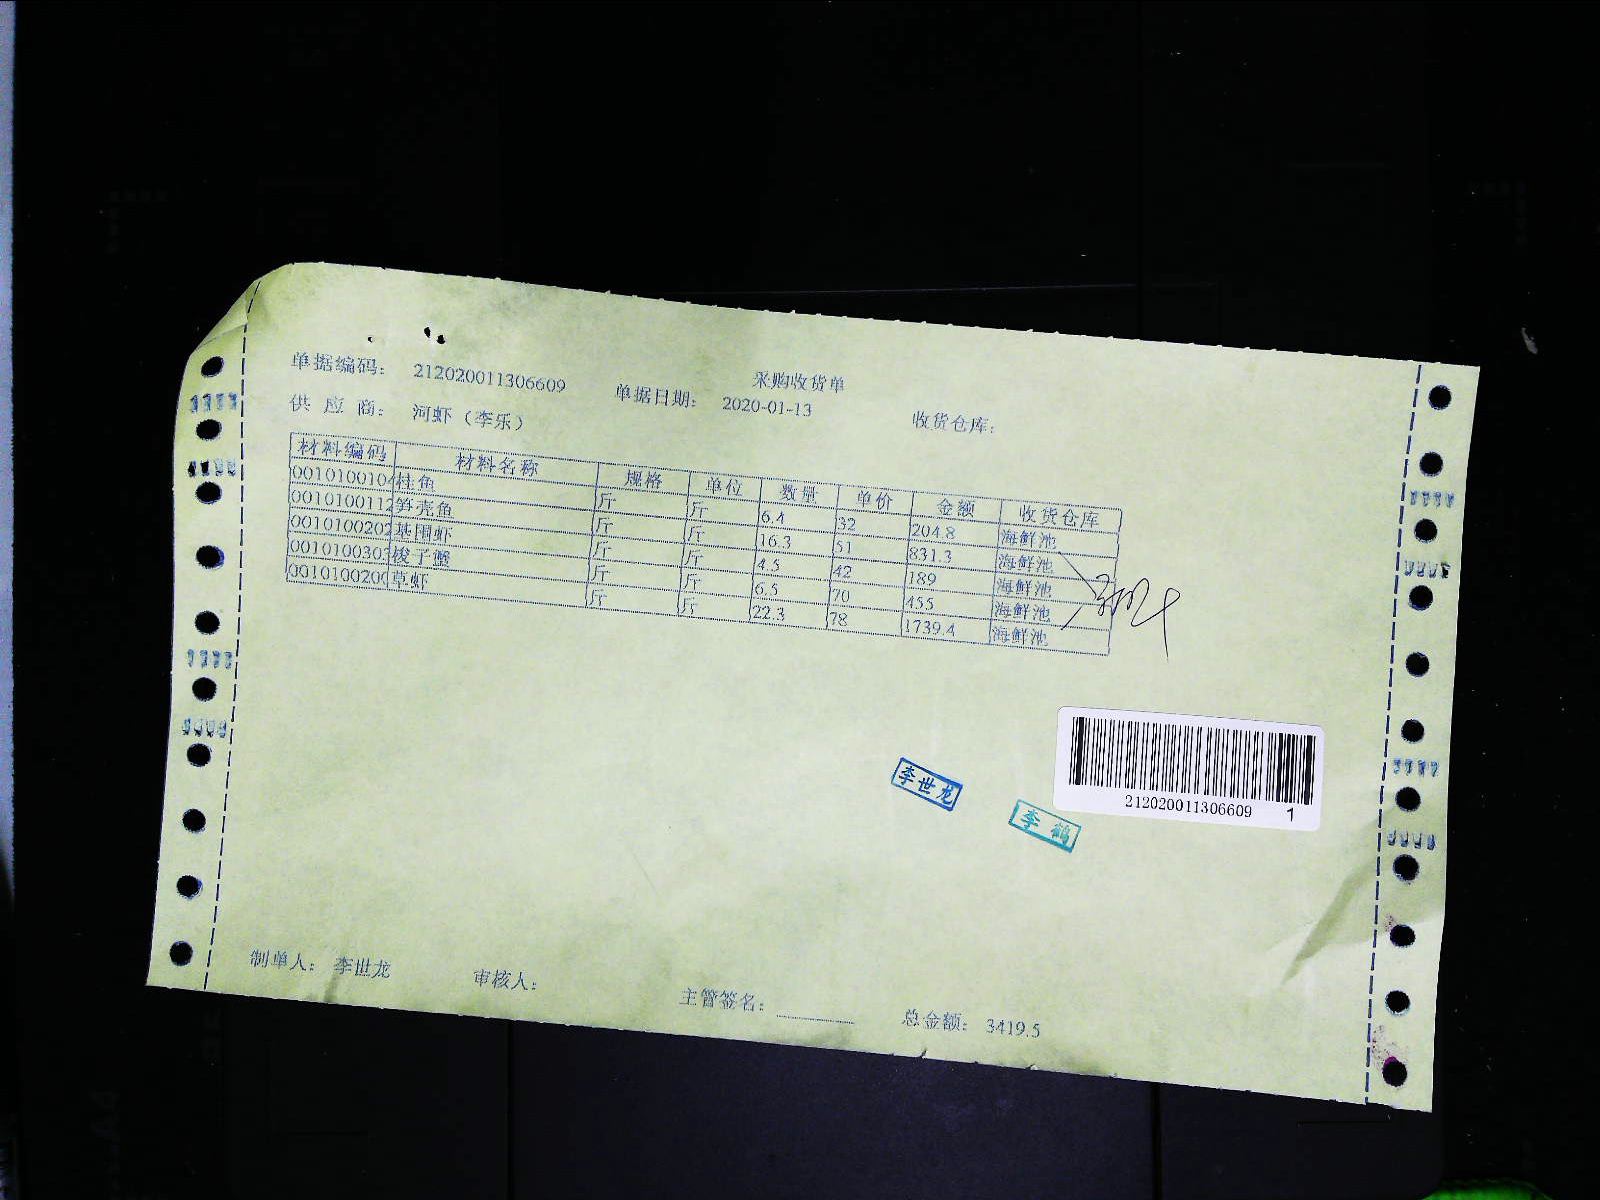 采购收货单
单据编码: 212020011306609 单据日期: 2020-01-13 收货仓库:
供 应 商: 河虾（李乐）
材料编码 材料名称 规格 单位 数量 单价 金额 收货仓库
0010100104 桂鱼 斤 斤 6.4 32 204.8 海鲜池
0010100112 笋壳鱼 斤 斤 16.3 51 831.3 海鲜池
0010100202 基围虾 斤 斤 4.5 42 189 海鲜池
0010100303 梭子蟹 斤 斤 6.5 70 455 海鲜池
001010020 草虾 斤 斤 22.3 78 1739.4 海鲜池
212020011306609 1
李世龙
李鹤
制单人: 李世龙 审核人: 主管签名: 总金额: 3419.5